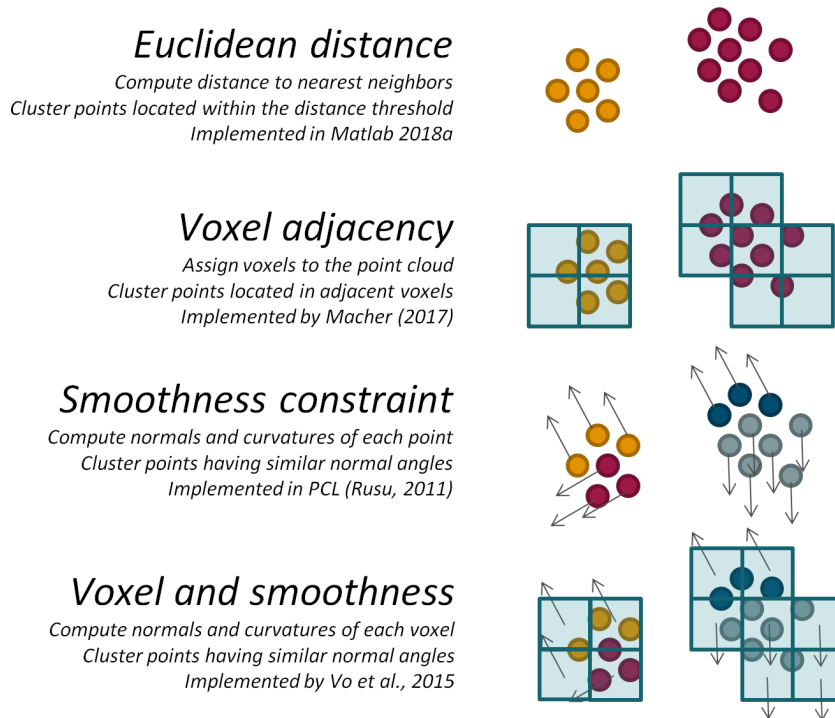 Euclidean distance
Compute distance to nearest neighbors
Cluster points located within the distance threshold
Implemented in Matlab 2018a
Voxel adjacency
Assign voxels to the point cloud
Cluster points located in adjacent voxels
Implemented by Macher (2017)
Smoothness constraint
Compute normals and curvatures of each point
Cluster points having similar normal angles
Implemented in PCL (Rusu, 2011)
Voxel and smoothness
Compute normals and curvatures of each voxel
Cluster points having similar normal angles
Implemented by Vo et al., 2015